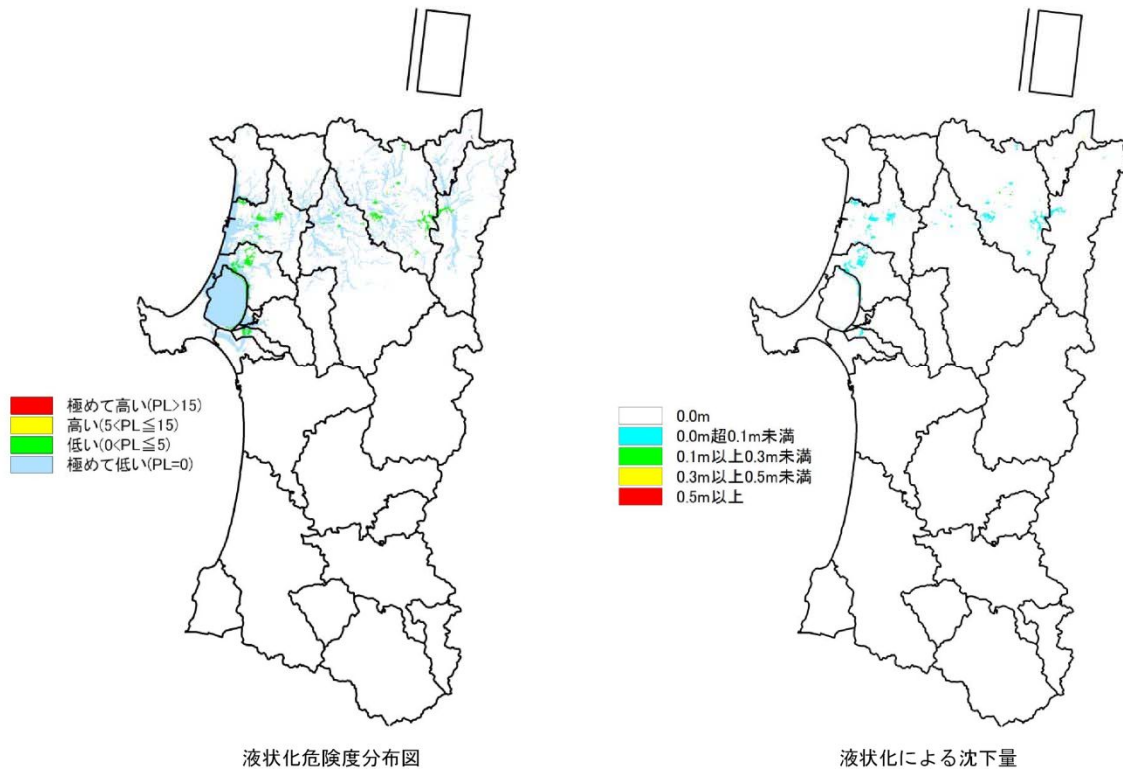 極めて高い(PL>15)
高い(5<PL≦15)
低い(0<PL≦5)
極めて低い(PL=0)
液状化危険度分布図
0.0m
0.0m超0.1m未満
0.1m以上0.3m未満
0.3m以上0.5m未満
0.5m以上
液状化による沈下量